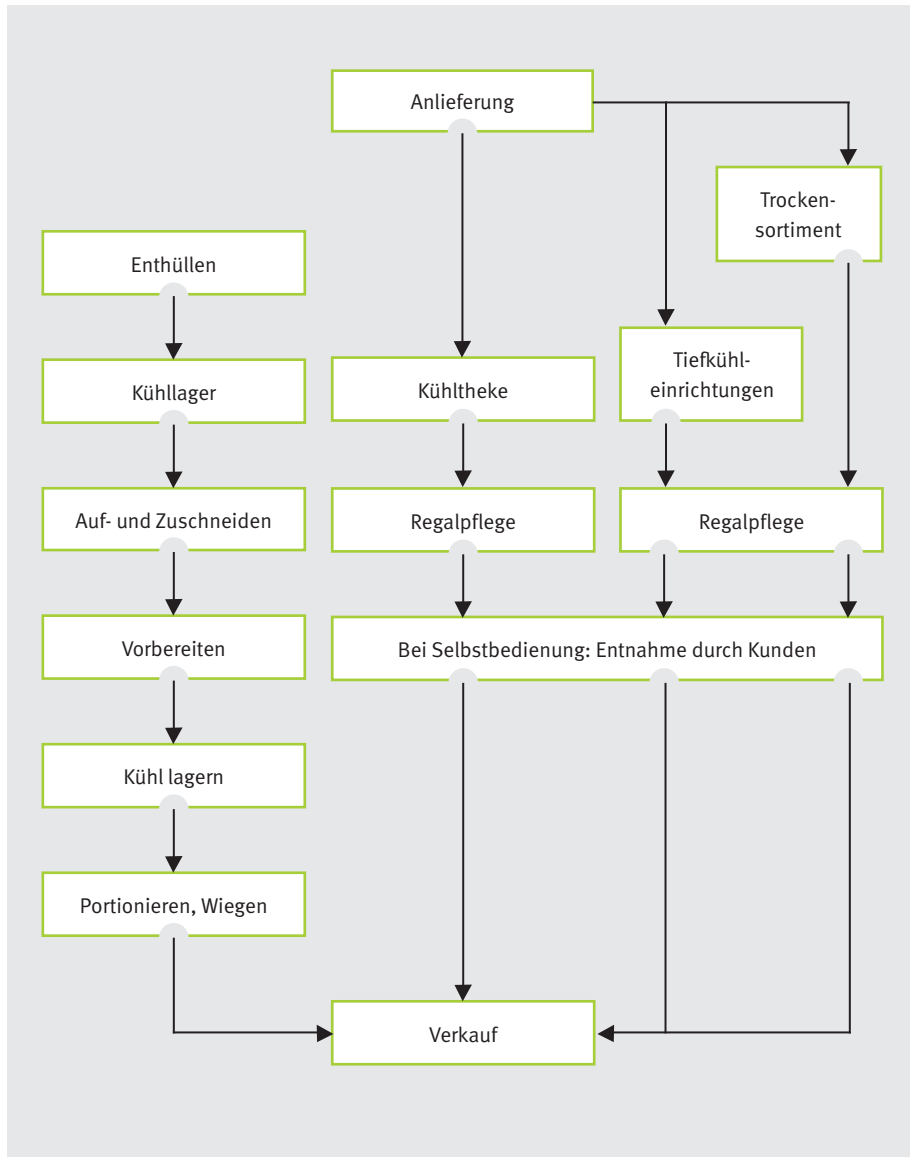 Anlieferung
Trocken-
sortiment
Enthüllen
Tiefkühl-
einrichtungen
Kühllager
Kühltheke
Auf- und Zuschneiden
Regalpflege
Regalpflege
Vorbereiten
Bei Selbstbedienung: Entnahme durch Kunden
Kühl lagern
Portionieren, Wiegen
Verkauf